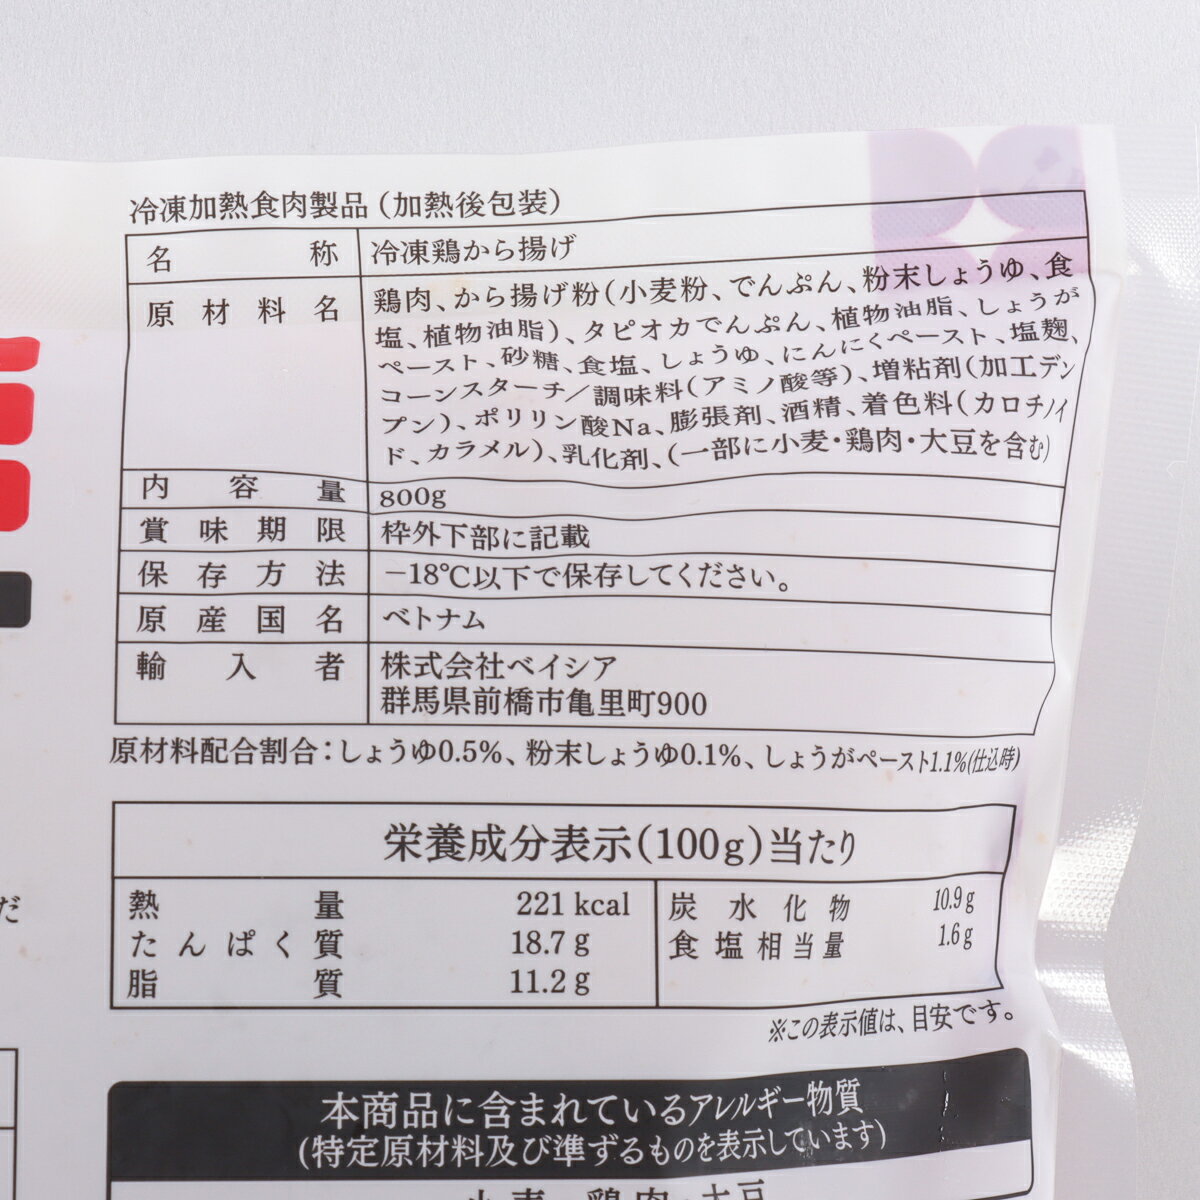 冷凍加熱食肉製品(加熱後包装)
名称 冷凍鶏から揚げ
原材料名 鶏肉、から揚げ粉(小麦粉、でんぷん、粉末しょうゆ、食
塩、植物油脂)、タピオカでんぷん、植物油脂、しょうが
ペースト、砂糖、食塩、しょうゆ、にんにくペースト、塩麹、
コーンスターチ/調味料(アミノ酸等)、増粘剤(加工デン
プン)、ポリリン酸Na、膨張剤、酒精、着色料(カロチノイ
ド、カラメル)、乳化剤、(一部に小麦・鶏肉・大豆を含む)
内容量 800g
賞味期限 枠外下部に記載
保存方法 −18℃以下で保存してください。
原産国名 ベトナム
輸入者 株式会社ベイシア
群馬県前橋市亀里町900
原材料配合割合:しょうゆ0.5%、粉末しょうゆ0.1%、しょうがペースト1.1%(仕込時)
栄養成分表示(100g)当たり
熱量 221 kcal 炭水化物 10.9g
たんぱく質 18.7g 食塩相当量 1.6g
脂質 11.2g
※この表示値は、目安です。
だ
本商品に含まれているアレルギー物質
(特定原材料及び準ずるものを表示しています)
小麦・鶏肉・大豆